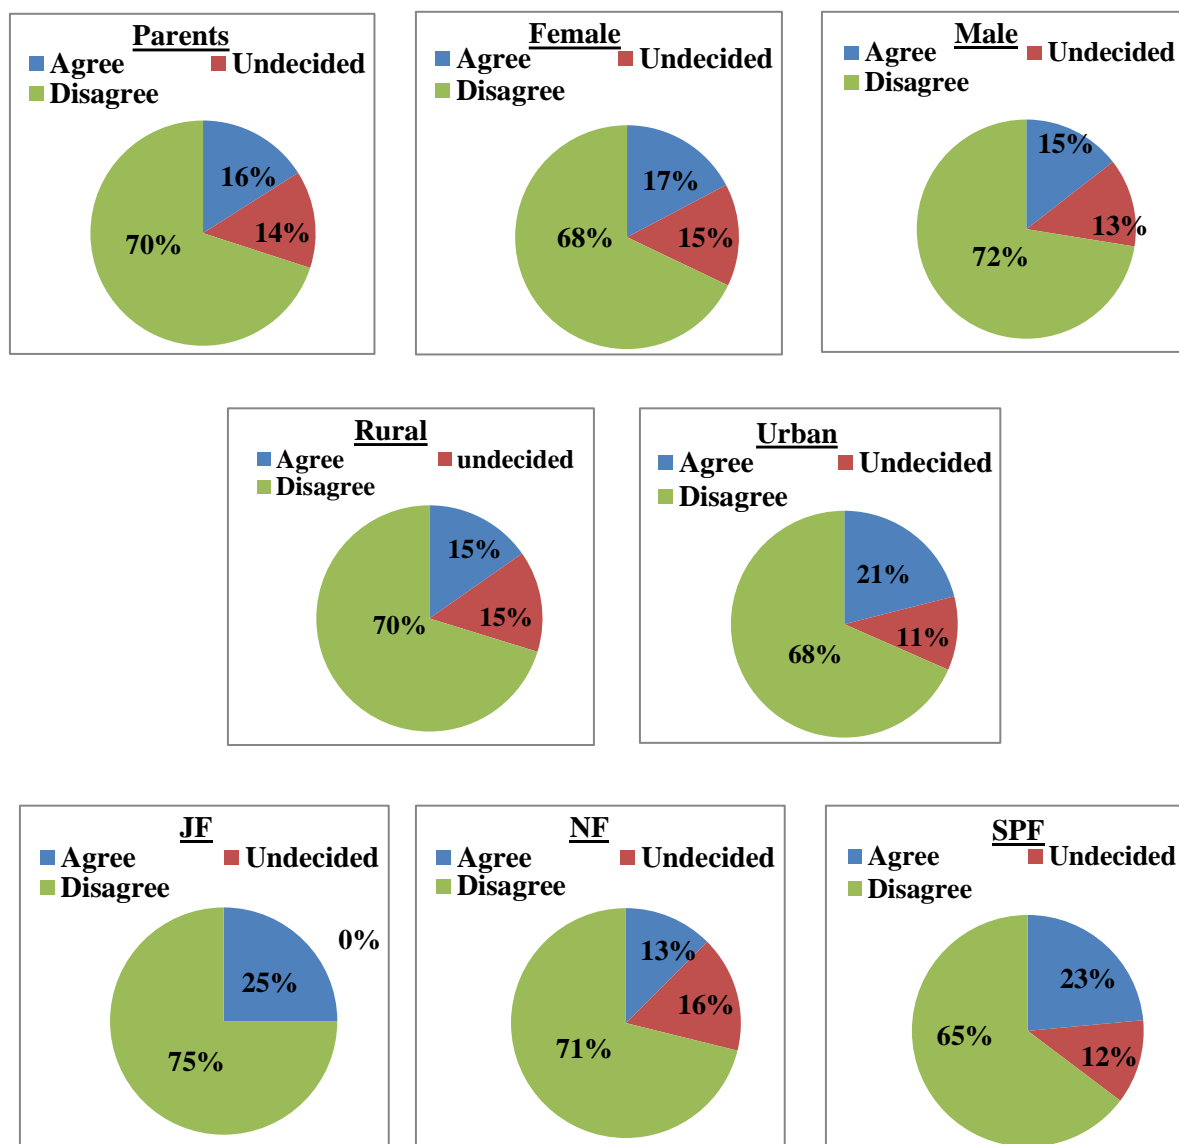 Parents
Agree Undecided
Disagree
16%
14%
70%
Female
Agree Undecided
Disagree
17%
15%
68%
Male
Agree Undecided
Disagree
15%
13%
72%
Rural
Agree undecided
Disagree
15%
15%
70%
Urban
Agree Undecided
Disagree
21%
11%
68%
JF
Agree Undecided
Disagree
0%
25%
75%
NF
Agree Undecided
Disagree
13%
16%
71%
SPF
Agree Undecided
Disagree
23%
12%
65%